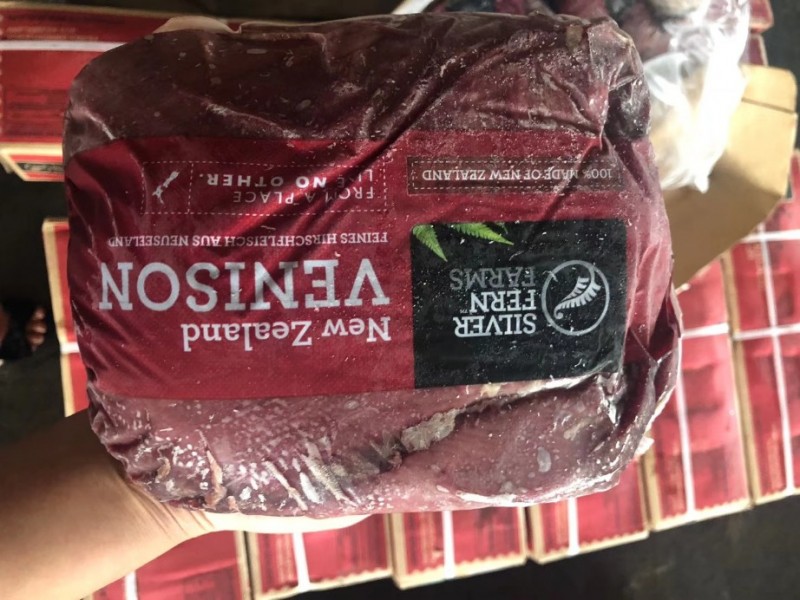 SILVER
FERN
FARMS™
New Zealand
VENISON
FEINES HIRSCHFLEISCH AUS NEUSEELAND
100% MADE OF NEW ZEALAND
FROM A PLACE
LIKE NO OTHER.